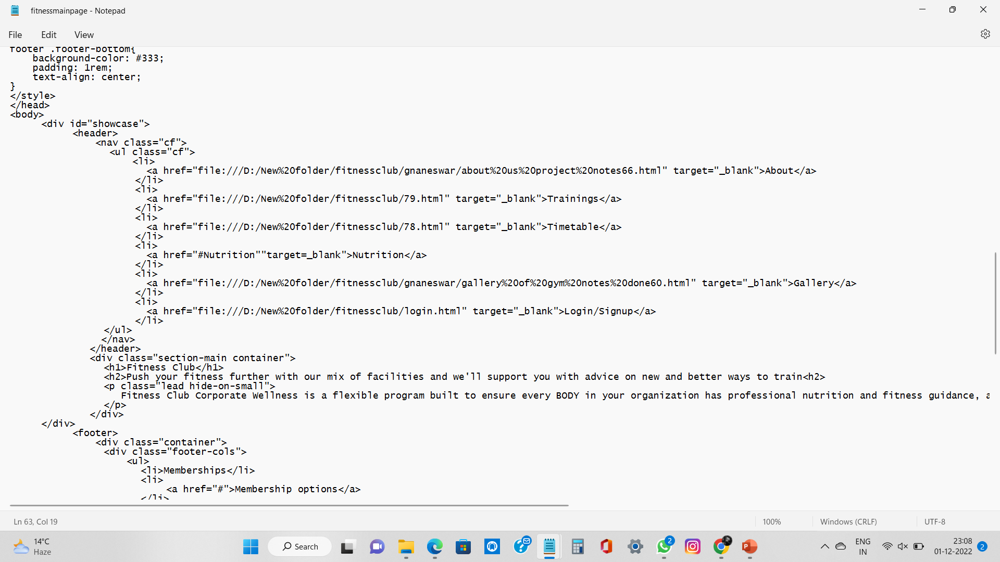 fitnessmainpage - Notepad
File Edit View
footer .footer-bottom{
    background-color: #333;
    padding: 1rem;
    text-align: center;
}
</style>
</head>
<body>
<div id="showcase">
<header>
<nav class="cf">
<ul class="cf">
<li>
<a href="file:///D:/New%20folder/fitnessclub/gnaneswar/about%20us%20project%20notes66.html" target="_blank">About</a>
</li>
<li>
<a href="file:///D:/New%20folder/fitnessclub/79.html" target="_blank">Trainings</a>
</li>
<li>
<a href="file:///D:/New%20folder/fitnessclub/78.html" target="_blank">Timetable</a>
</li>
<li>
<a href="#Nutrition""target=_blank">Nutrition</a>
</li>
<li>
<a href="file:///D:/New%20folder/fitnessclub/gnaneswar/gallery%20of%20gym%20notes%20done60.html" target="_blank">Gallery</a>
</li>
<li>
<a href="file:///D:/New%20folder/fitnessclub/login.html" target="_blank">Login/Signup</a>
</li>
</ul>
</nav>
</header>
<div class="section-main container">
<h1>Fitness Club</h1>
<h2>Push your fitness further with our mix of facilities and we'll support you with advice on new and better ways to train<h2>
<p class="lead hide-on-small">
Fitness Club Corporate Wellness is a flexible program built to ensure every BODY in your organization has professional nutrition and fitness guidance, a
</p>
</div>
</div>
<footer>
<div class="container">
<div class="footer-cols">
<ul>
<li>Memberships</li>
<li>
<a href="#">Membership options</a>
</li>
Ln 63, Col 19 100% Windows (CRLF) UTF-8
14°C
Haze
Search
2
P
ENG
IN
23:08
01-12-2022
2